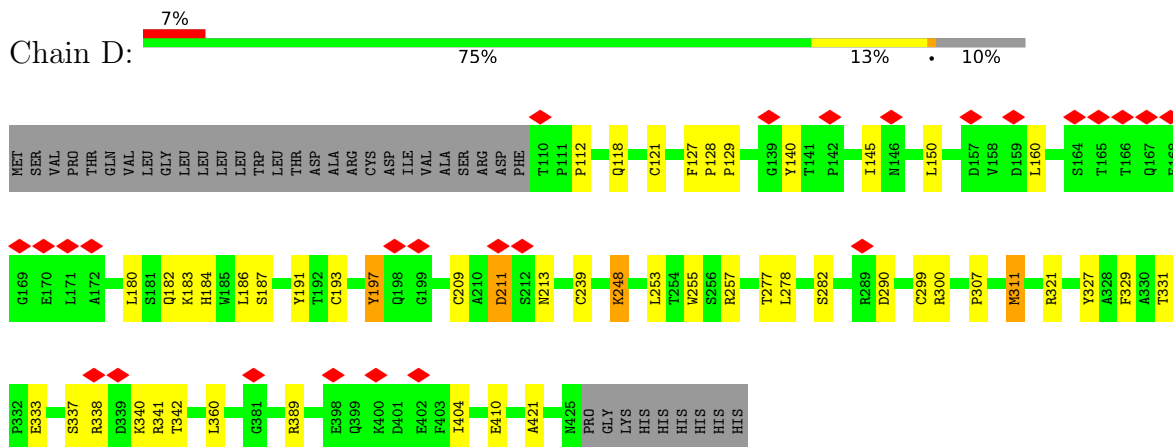 7%
Chain D:
75% 13% • 10%
MET SER VAL PRO THR GLN VAL LEU GLY LEU LEU LEU LEU TRP LEU THR ASP ALA ARG CYS ASP ILE VAL ALA SER ARG ASP PHE T110 P111 P112 Q118 C121 F127 P128 P129 G139 Y140 T141 P142 I145 N146 L150 D157 V158 D159 L160 S164 T165 T166 Q167 E168
G169 E170 L171 A172 L180 S181 Q182 K183 H184 W185 L186 S187 Y191 T192 C193 Y197 Q198 G199 C209 A210 D211 S212 N213 C239 K248 L253 T254 W255 S256 R257 T277 L278 S282 R289 D290 C299 R300 P307 M311 R321 Y327 A328 F329 A330 T331
P332 E333 S337 R338 D339 K340 R341 T342 L360 G381 R389 E398 Q399 K400 D401 E402 F403 I404 E410 A421 N425 PRO GLY LYS HIS HIS HIS HIS HIS HIS